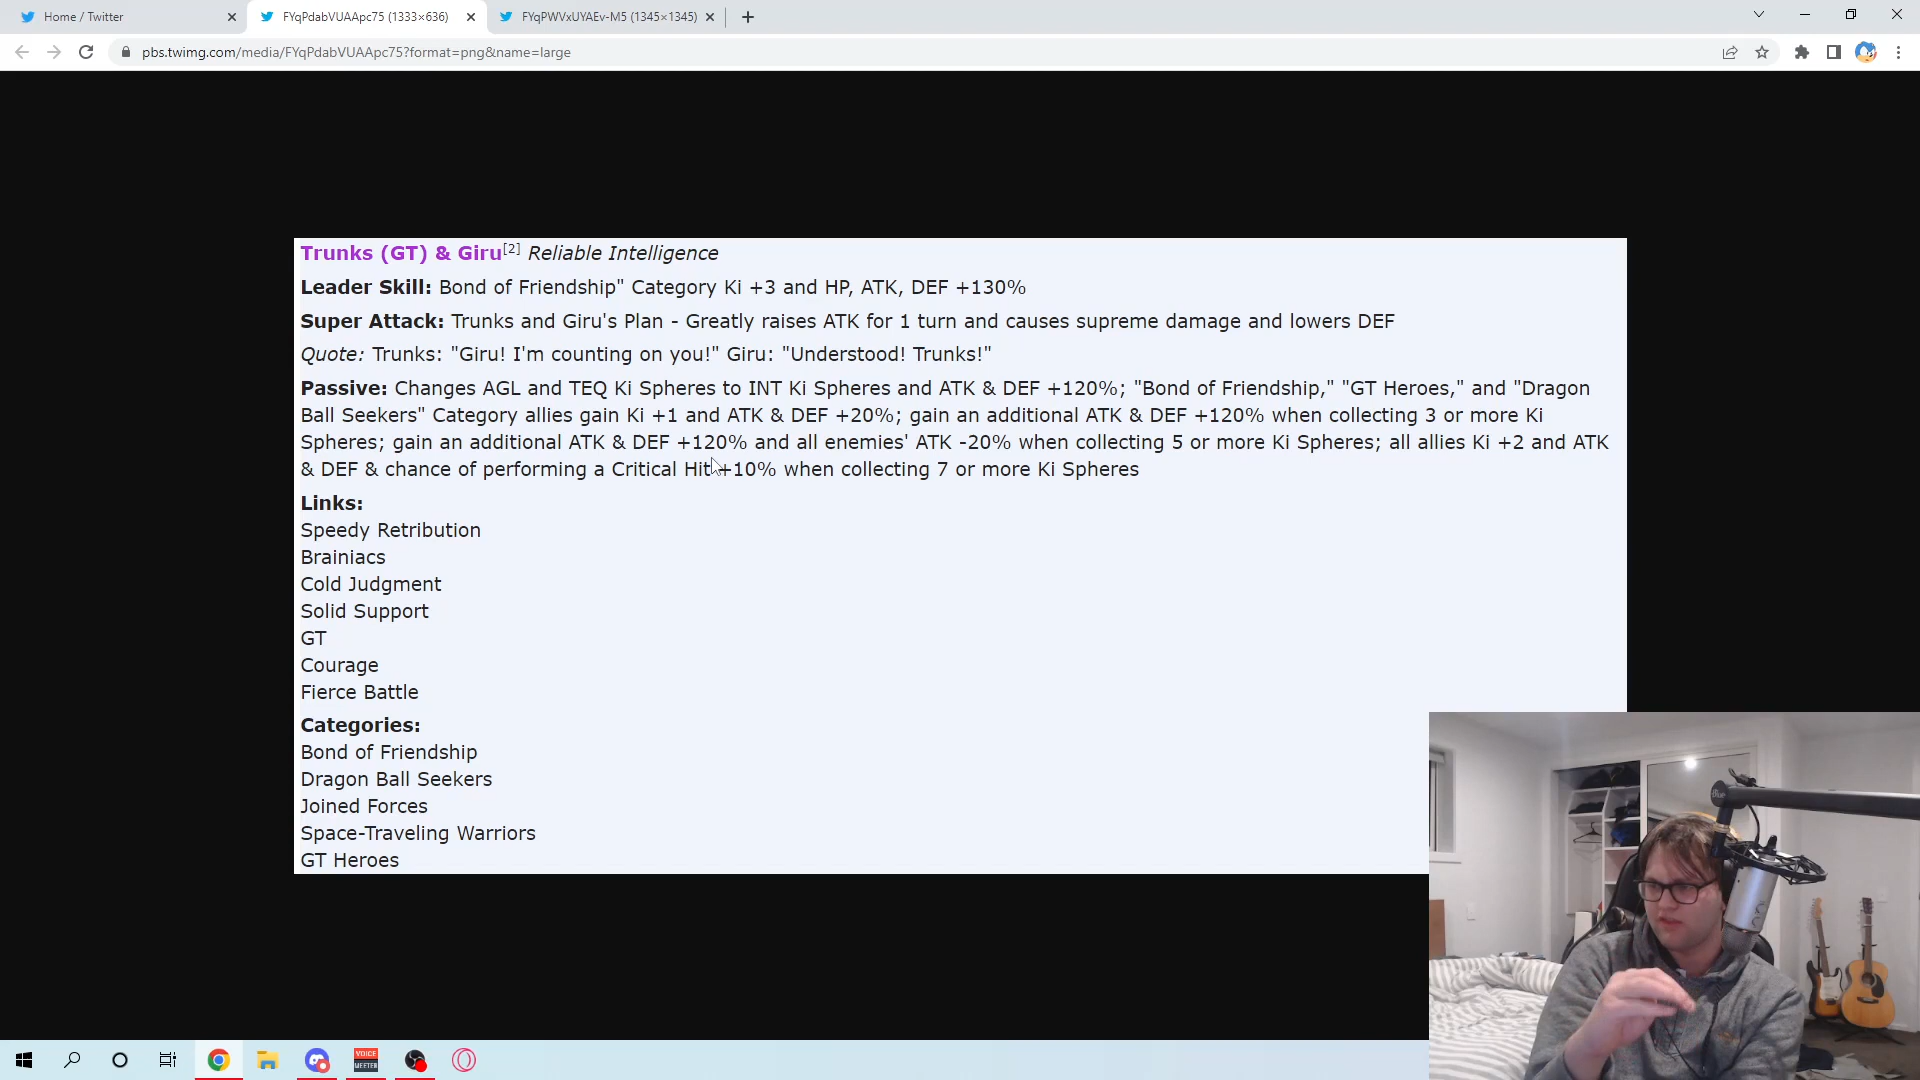 Home / Twitter
FYqPdabVUAApc75 (1333×636)
FYqPWVxUYAEv-M5 (1345×1345)
pbs.twimg.com/media/FYqPdabVUAApc75?format=png&name=large
Trunks (GT) & Giru[2] Reliable Intelligence
Leader Skill: Bond of Friendship" Category Ki +3 and HP, ATK, DEF +130%
Super Attack: Trunks and Giru's Plan - Greatly raises ATK for 1 turn and causes supreme damage and lowers DEF
Quote: Trunks: "Giru! I'm counting on you!" Giru: "Understood! Trunks!"
Passive: Changes AGL and TEQ Ki Spheres to INT Ki Spheres and ATK & DEF +120%; "Bond of Friendship," "GT Heroes," and "Dragon
Ball Seekers" Category allies gain Ki +1 and ATK & DEF +20%; gain an additional ATK & DEF +120% when collecting 3 or more Ki
Spheres; gain an additional ATK & DEF +120% and all enemies' ATK -20% when collecting 5 or more Ki Spheres; all allies Ki +2 and ATK
& DEF & chance of performing a Critical Hit +10% when collecting 7 or more Ki Spheres
Links:
Speedy Retribution
Brainiacs
Cold Judgment
Solid Support
GT
Courage
Fierce Battle
Categories:
Bond of Friendship
Dragon Ball Seekers
Joined Forces
Space-Traveling Warriors
GT Heroes
Blue
VOICE
MEETER